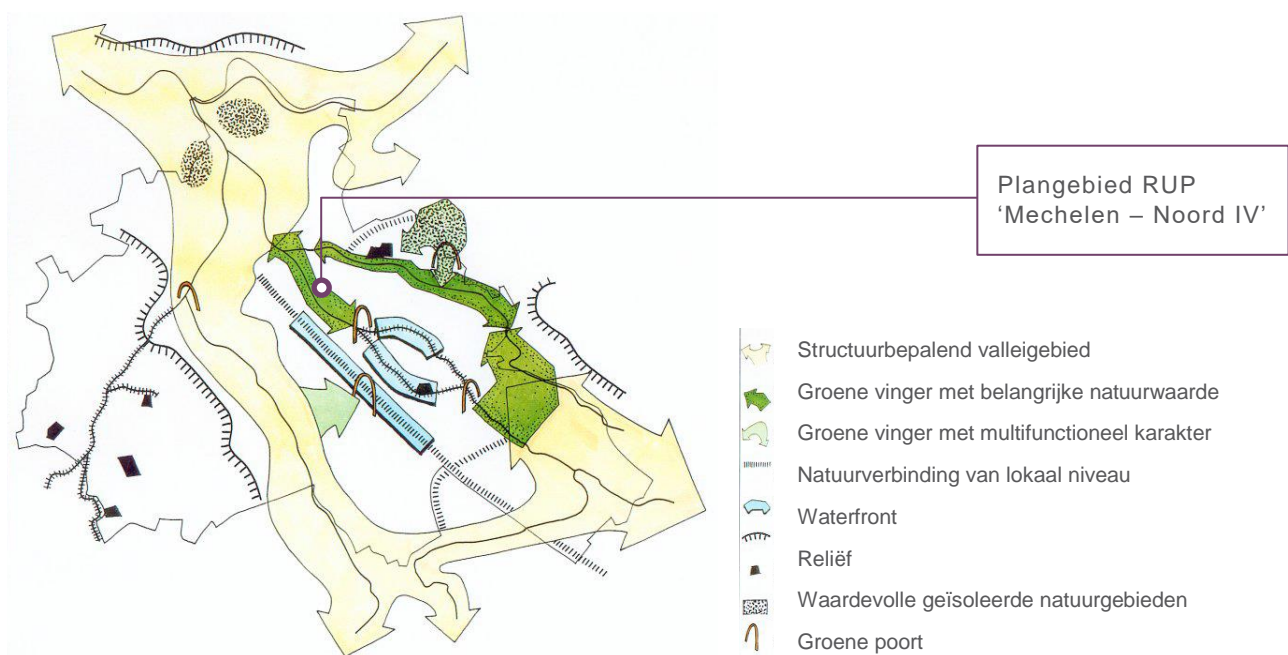 Plangebied RUP
‘Mechelen – Noord IV’
Structuurbepalend valleigebied
Groene vinger met belangrijke natuurwaarde
Groene vinger met multifunctioneel karakter
Natuurverbinding van lokaal niveau
Waterfront
Reliëf
Waardevolle geïsoleerde natuurgebieden
Groene poort